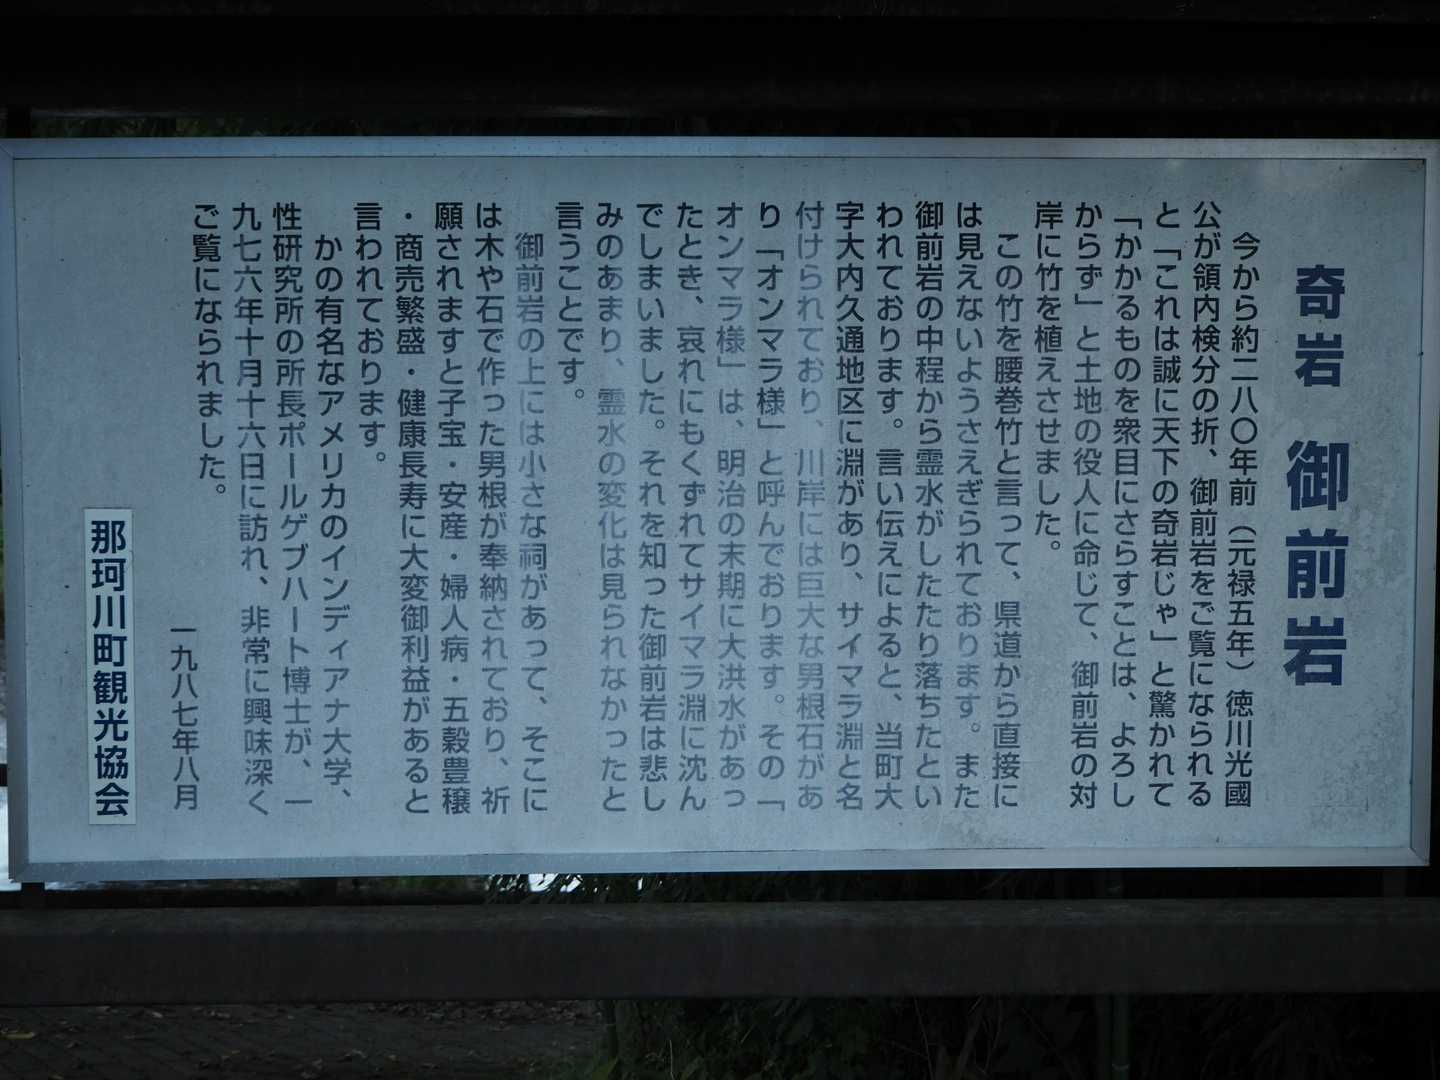 奇岩 御前岩
今から約二八〇年前（元禄五年）徳川光國
公が領内検分の折、御前岩をご覧になられる
と「これは誠に天下の奇岩じゃ」と驚かれて
「かかるものを衆目にさらすことは、よろし
からず」と土地の役人に命じて、御前岩の対
岸に竹を植えさせました。
この竹を腰巻竹と言って、県道から直接に
は見えないようさえぎられております。また
御前岩の中程から霊水がしたたり落ちたとい
われております。言い伝えによると、当町大
字大内久通地区に淵があり、サイマラ淵と名
付けられており、川岸には巨大な男根石があ
り「オンマラ様」と呼んでおります。その「
オンマラ様」は、明治の末期に大洪水があっ
たとき、哀れにもくずれてサイマラ淵に沈ん
でしまいました。それを知った御前岩は悲し
みのあまり、霊水の変化は見られなかったと
言うことです。
御前岩の上には小さな祠があって、そこに
は木や石で作った男根が奉納されており、祈
願されますと子宝・安産・婦人病・五穀豊穣
・商売繁盛・健康長寿に大変御利益があると
言われております。
かの有名なアメリカのインディアナ大学、
性研究所の所長ポールゲブハート博士が、一
九七六年十月十六日に訪れ、非常に興味深く
ご覧になられました。
一九八七年八月
那珂川町観光協会